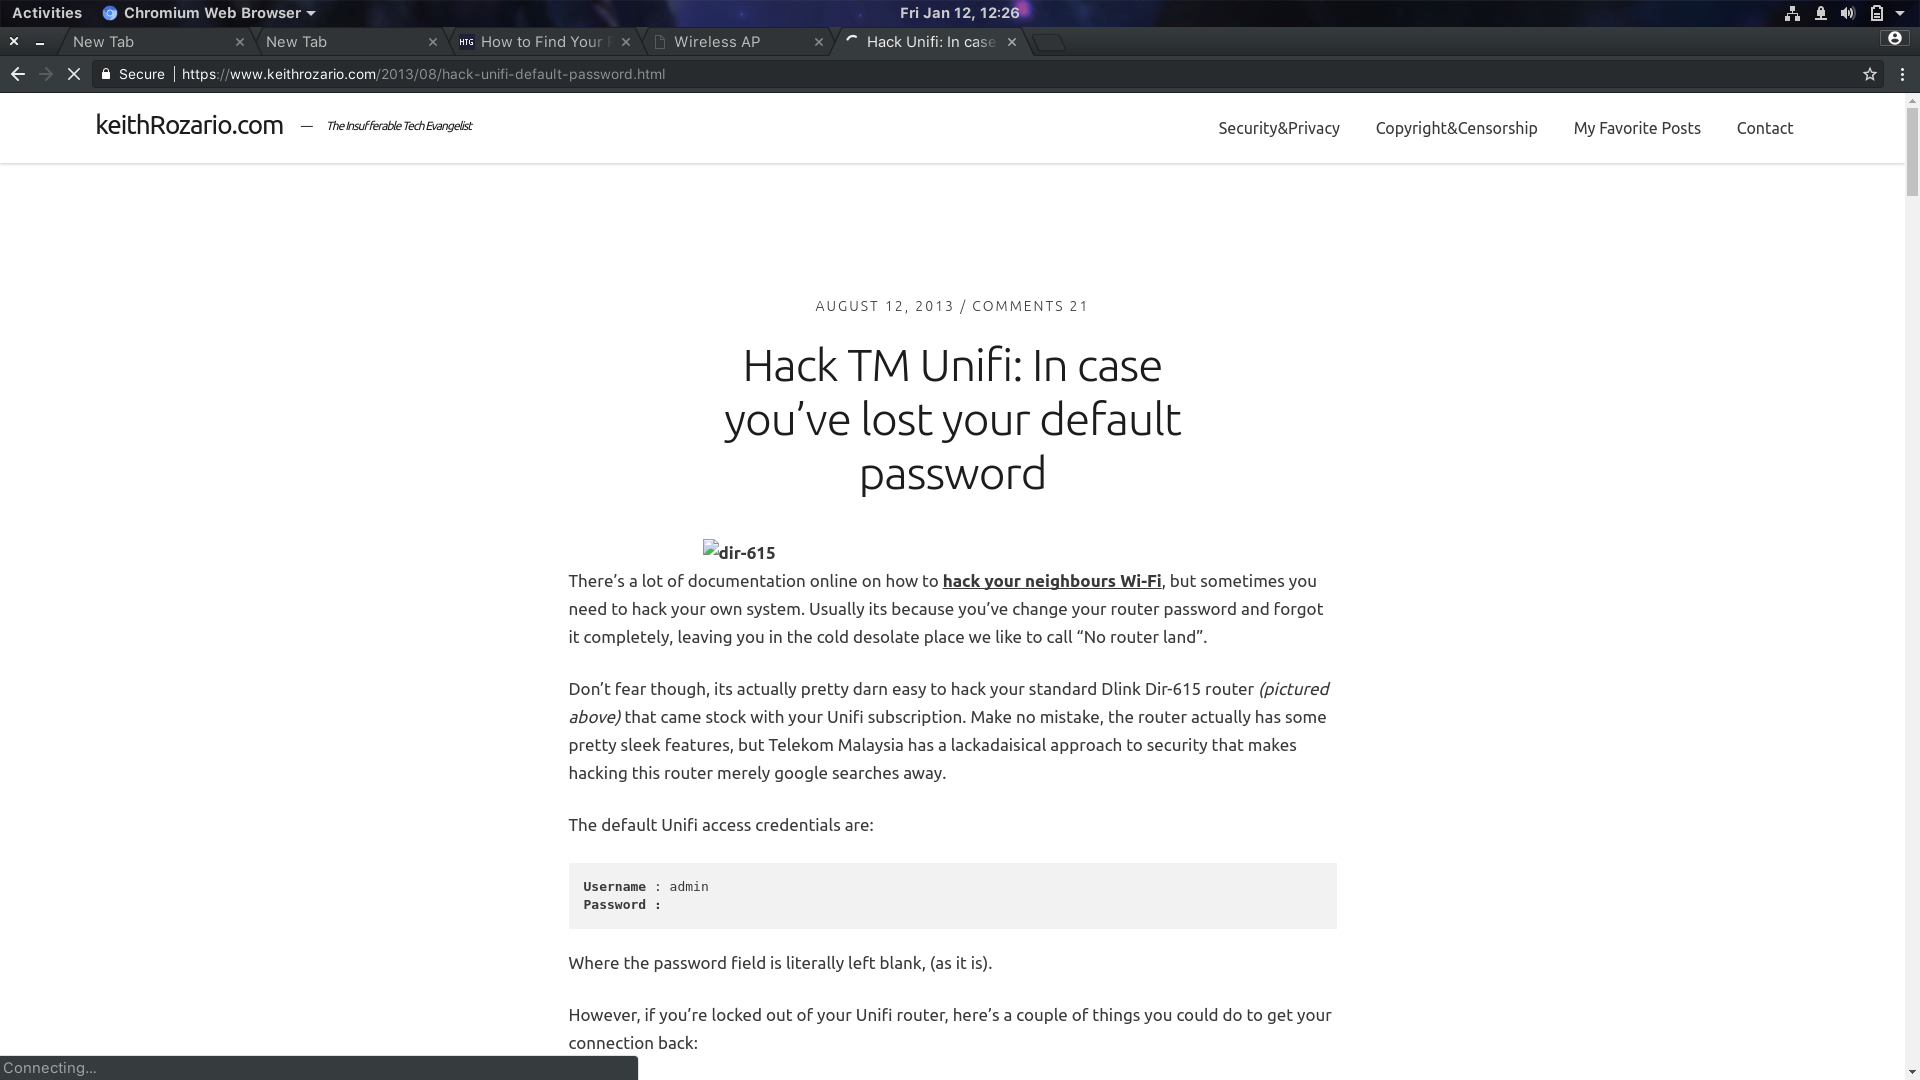 Activities Chromium Web Browser Fri Jan 12, 12:26
New Tab New Tab HTG How to Find Your Wireless AP Hack Unifi: In case
Secure https://www.keithrozario.com/2013/08/hack-unifi-default-password.html
keithRozario.com — The Insufferable Tech Evangelist Security&Privacy Copyright&Censorship My Favorite Posts Contact
AUGUST 12, 2013 / COMMENTS 21
Hack TM Unifi: In case
you’ve lost your default
password
dir-615
There’s a lot of documentation online on how to hack your neighbours Wi-Fi, but sometimes you
need to hack your own system. Usually its because you’ve change your router password and forgot
it completely, leaving you in the cold desolate place we like to call “No router land”.
Don’t fear though, its actually pretty darn easy to hack your standard Dlink Dir-615 router (pictured
above) that came stock with your Unifi subscription. Make no mistake, the router actually has some
pretty sleek features, but Telekom Malaysia has a lackadaisical approach to security that makes
hacking this router merely google searches away.
The default Unifi access credentials are:
Username : admin
Password :
Where the password field is literally left blank, (as it is).
However, if you’re locked out of your Unifi router, here’s a couple of things you could do to get your
connection back:
Connecting...